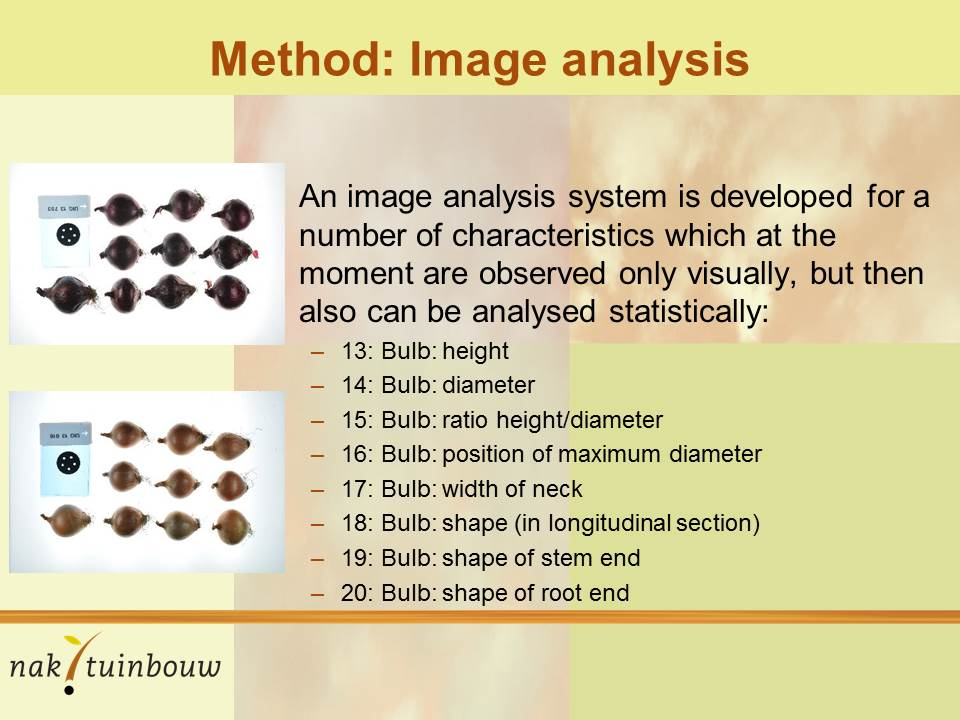 Method: Image analysis
An image analysis system is developed for a
number of characteristics which at the
moment are observed only visually, but then
also can be analysed statistically:
– 13: Bulb: height
– 14: Bulb: diameter
– 15: Bulb: ratio height/diameter
– 16: Bulb: position of maximum diameter
– 17: Bulb: width of neck
– 18: Bulb: shape (in longitudinal section)
– 19: Bulb: shape of stem end
– 20: Bulb: shape of root end
nak tuinbouw